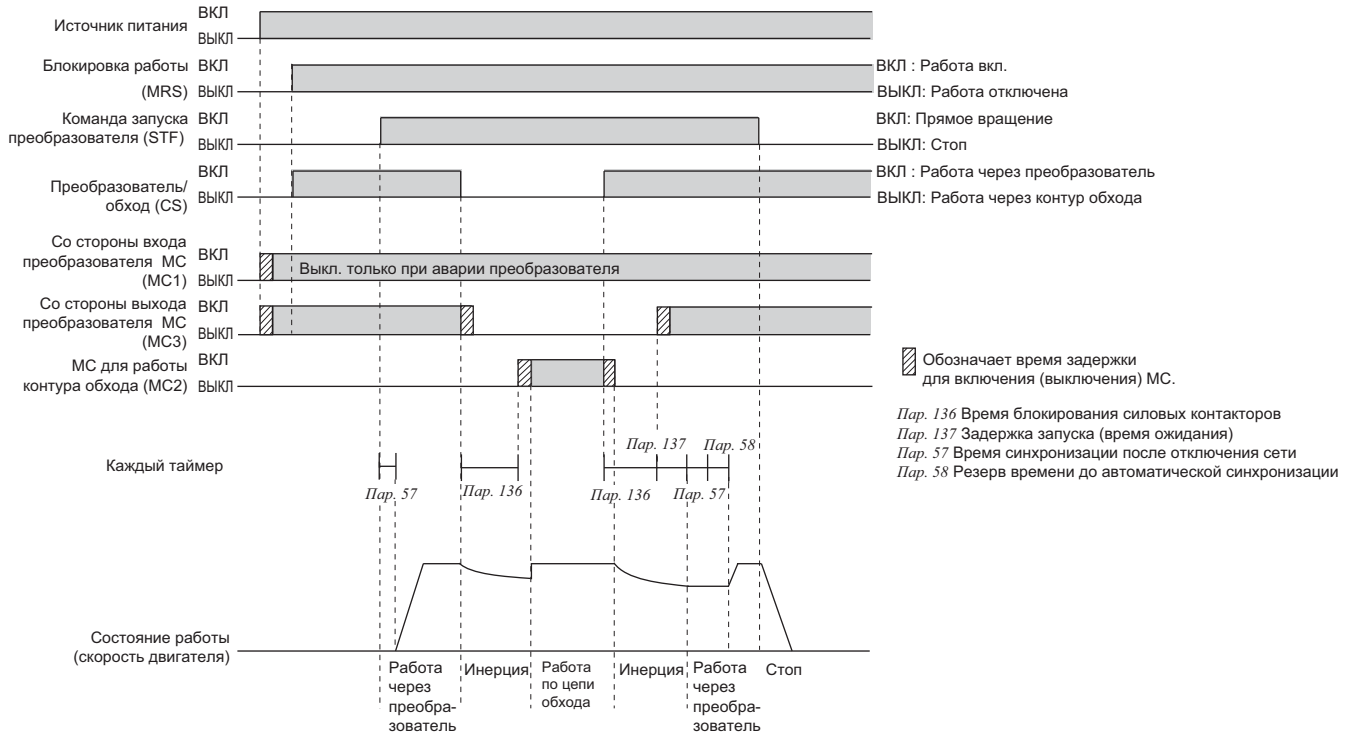 Источник питания
ВКЛ
ВЫКЛ
Блокировка работы
(MRS)
ВКЛ
ВЫКЛ
ВКЛ : Работа вкл.
ВЫКЛ: Работа отключена
Команда запуска
преобразователя (STF)
ВКЛ
ВЫКЛ
ВКЛ: Прямое вращение
ВЫКЛ: Стоп
Преобразователь/
обход (CS)
ВКЛ
ВЫКЛ
ВКЛ : Работа через преобразователь
ВЫКЛ: Работа через контур обхода
Со стороны входа
преобразователя MC
(MC1)
ВКЛ
ВЫКЛ
Выкл. только при аварии преобразователя
Со стороны выхода
преобразователя MC
(MC3)
ВКЛ
ВЫКЛ
МС для работы
контура обхода (MC2)
ВКЛ
ВЫКЛ
Обозначает время задержки
для включения (выключения) МС.
Пар. 136 Время блокирования силовых контакторов
Пар. 137 Задержка запуска (время ожидания)
Пар. 57 Время синхронизации после отключения сети
Пар. 58 Резерв времени до автоматической синхронизации
Каждый таймер
Пар. 137
Пар. 58
Пар. 57
Пар. 136
Пар. 136
Пар. 57
Состояние работы
(скорость двигателя)
Работа
через
преобра-
зователь
Инерция
Работа
по цепи
обхода
Инерция
Работа
через
преобра-
зователь
Стоп